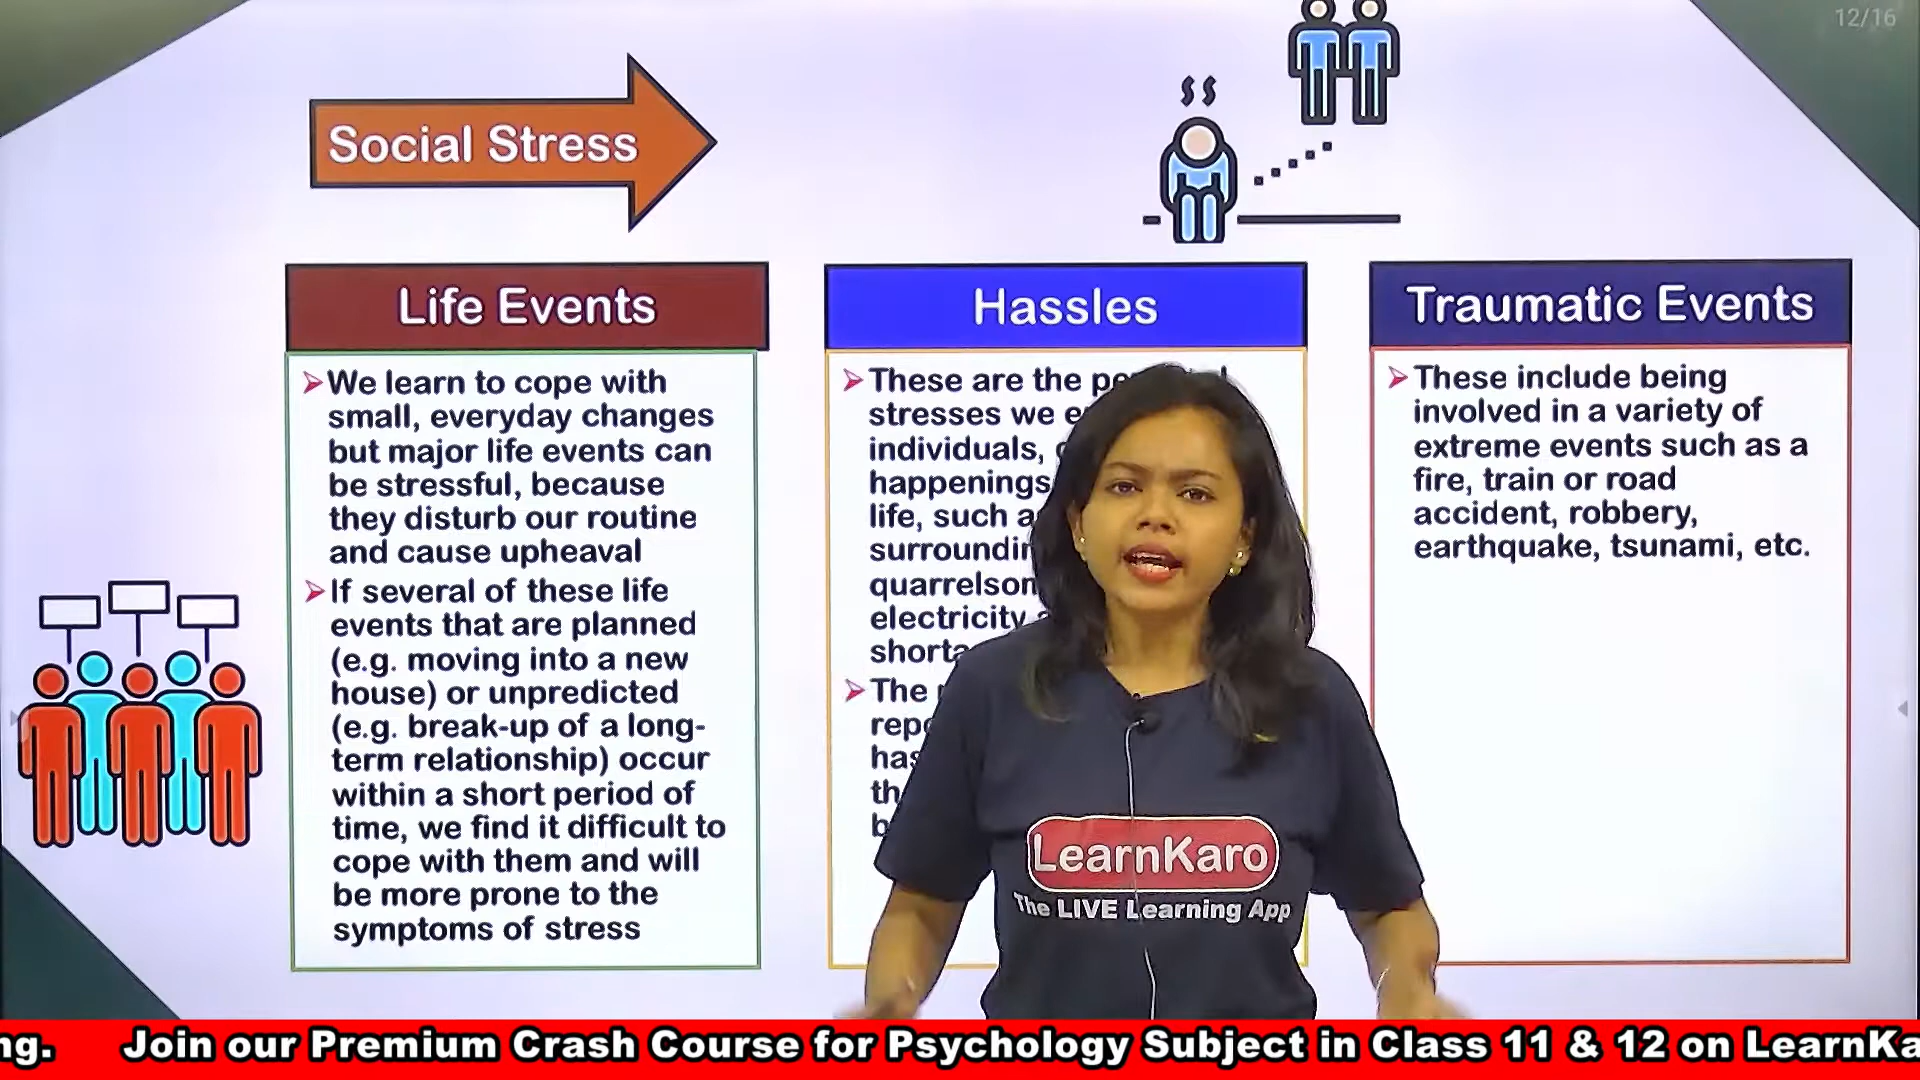 12/16
Social Stress
Life Events
We learn to cope with
small, everyday changes
but major life events can
be stressful, because
they disturb our routine
and cause upheaval
If several of these life
events that are planned
(e.g. moving into a new
house) or unpredicted
(e.g. break-up of a long-
term relationship) occur
within a short period of
time, we find it difficult to
cope with them and will
be more prone to the
symptoms of stress
Hassles
These are the
stresses we
individuals,
happenings
life, such
electricity
The
Traumatic Events
These include being
involved in a variety of
extreme events such as a
fire, train or road
accident, robbery,
earthquake, tsunami, etc.
LearnKaro
The LIVE Learning App
ng. Join our Premium Crash Course for Psychology Subject in Class 11 & 12 on LearnKa